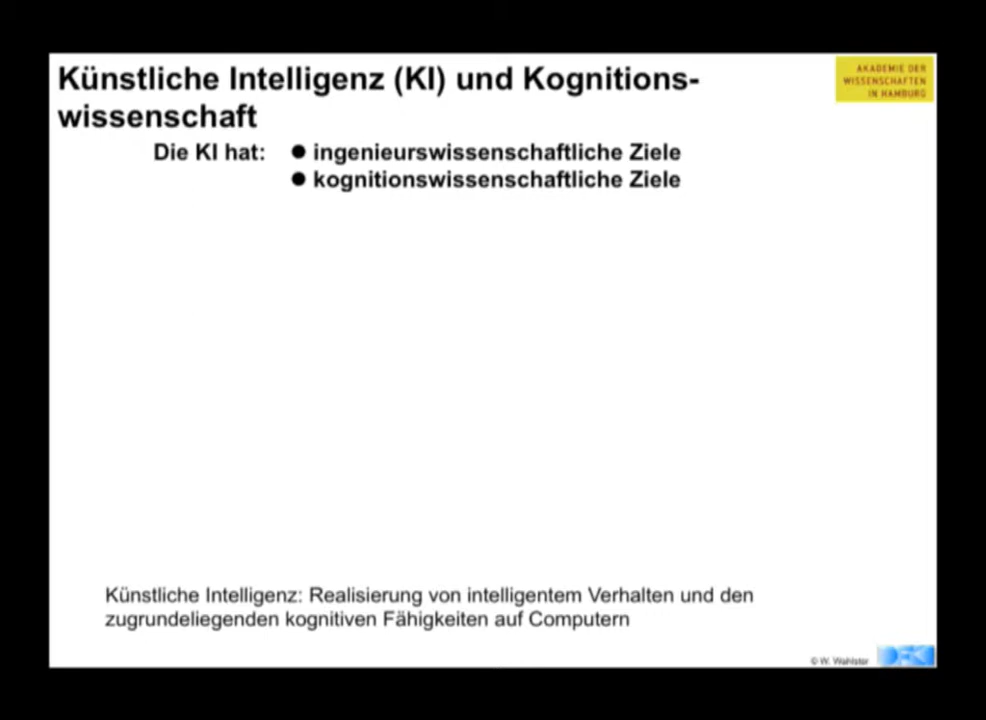 Künstliche Intelligenz (KI) und Kognitions-
wissenschaft
AKADEMIE DER
WISSENSCHAFTEN
IN HAMBURG
Die KI hat: ● ingenieurswissenschaftliche Ziele
● kognitionswissenschaftliche Ziele
Künstliche Intelligenz: Realisierung von intelligentem Verhalten und den
zugrundeliegenden kognitiven Fähigkeiten auf Computern
© W. Wahlster
DFKI